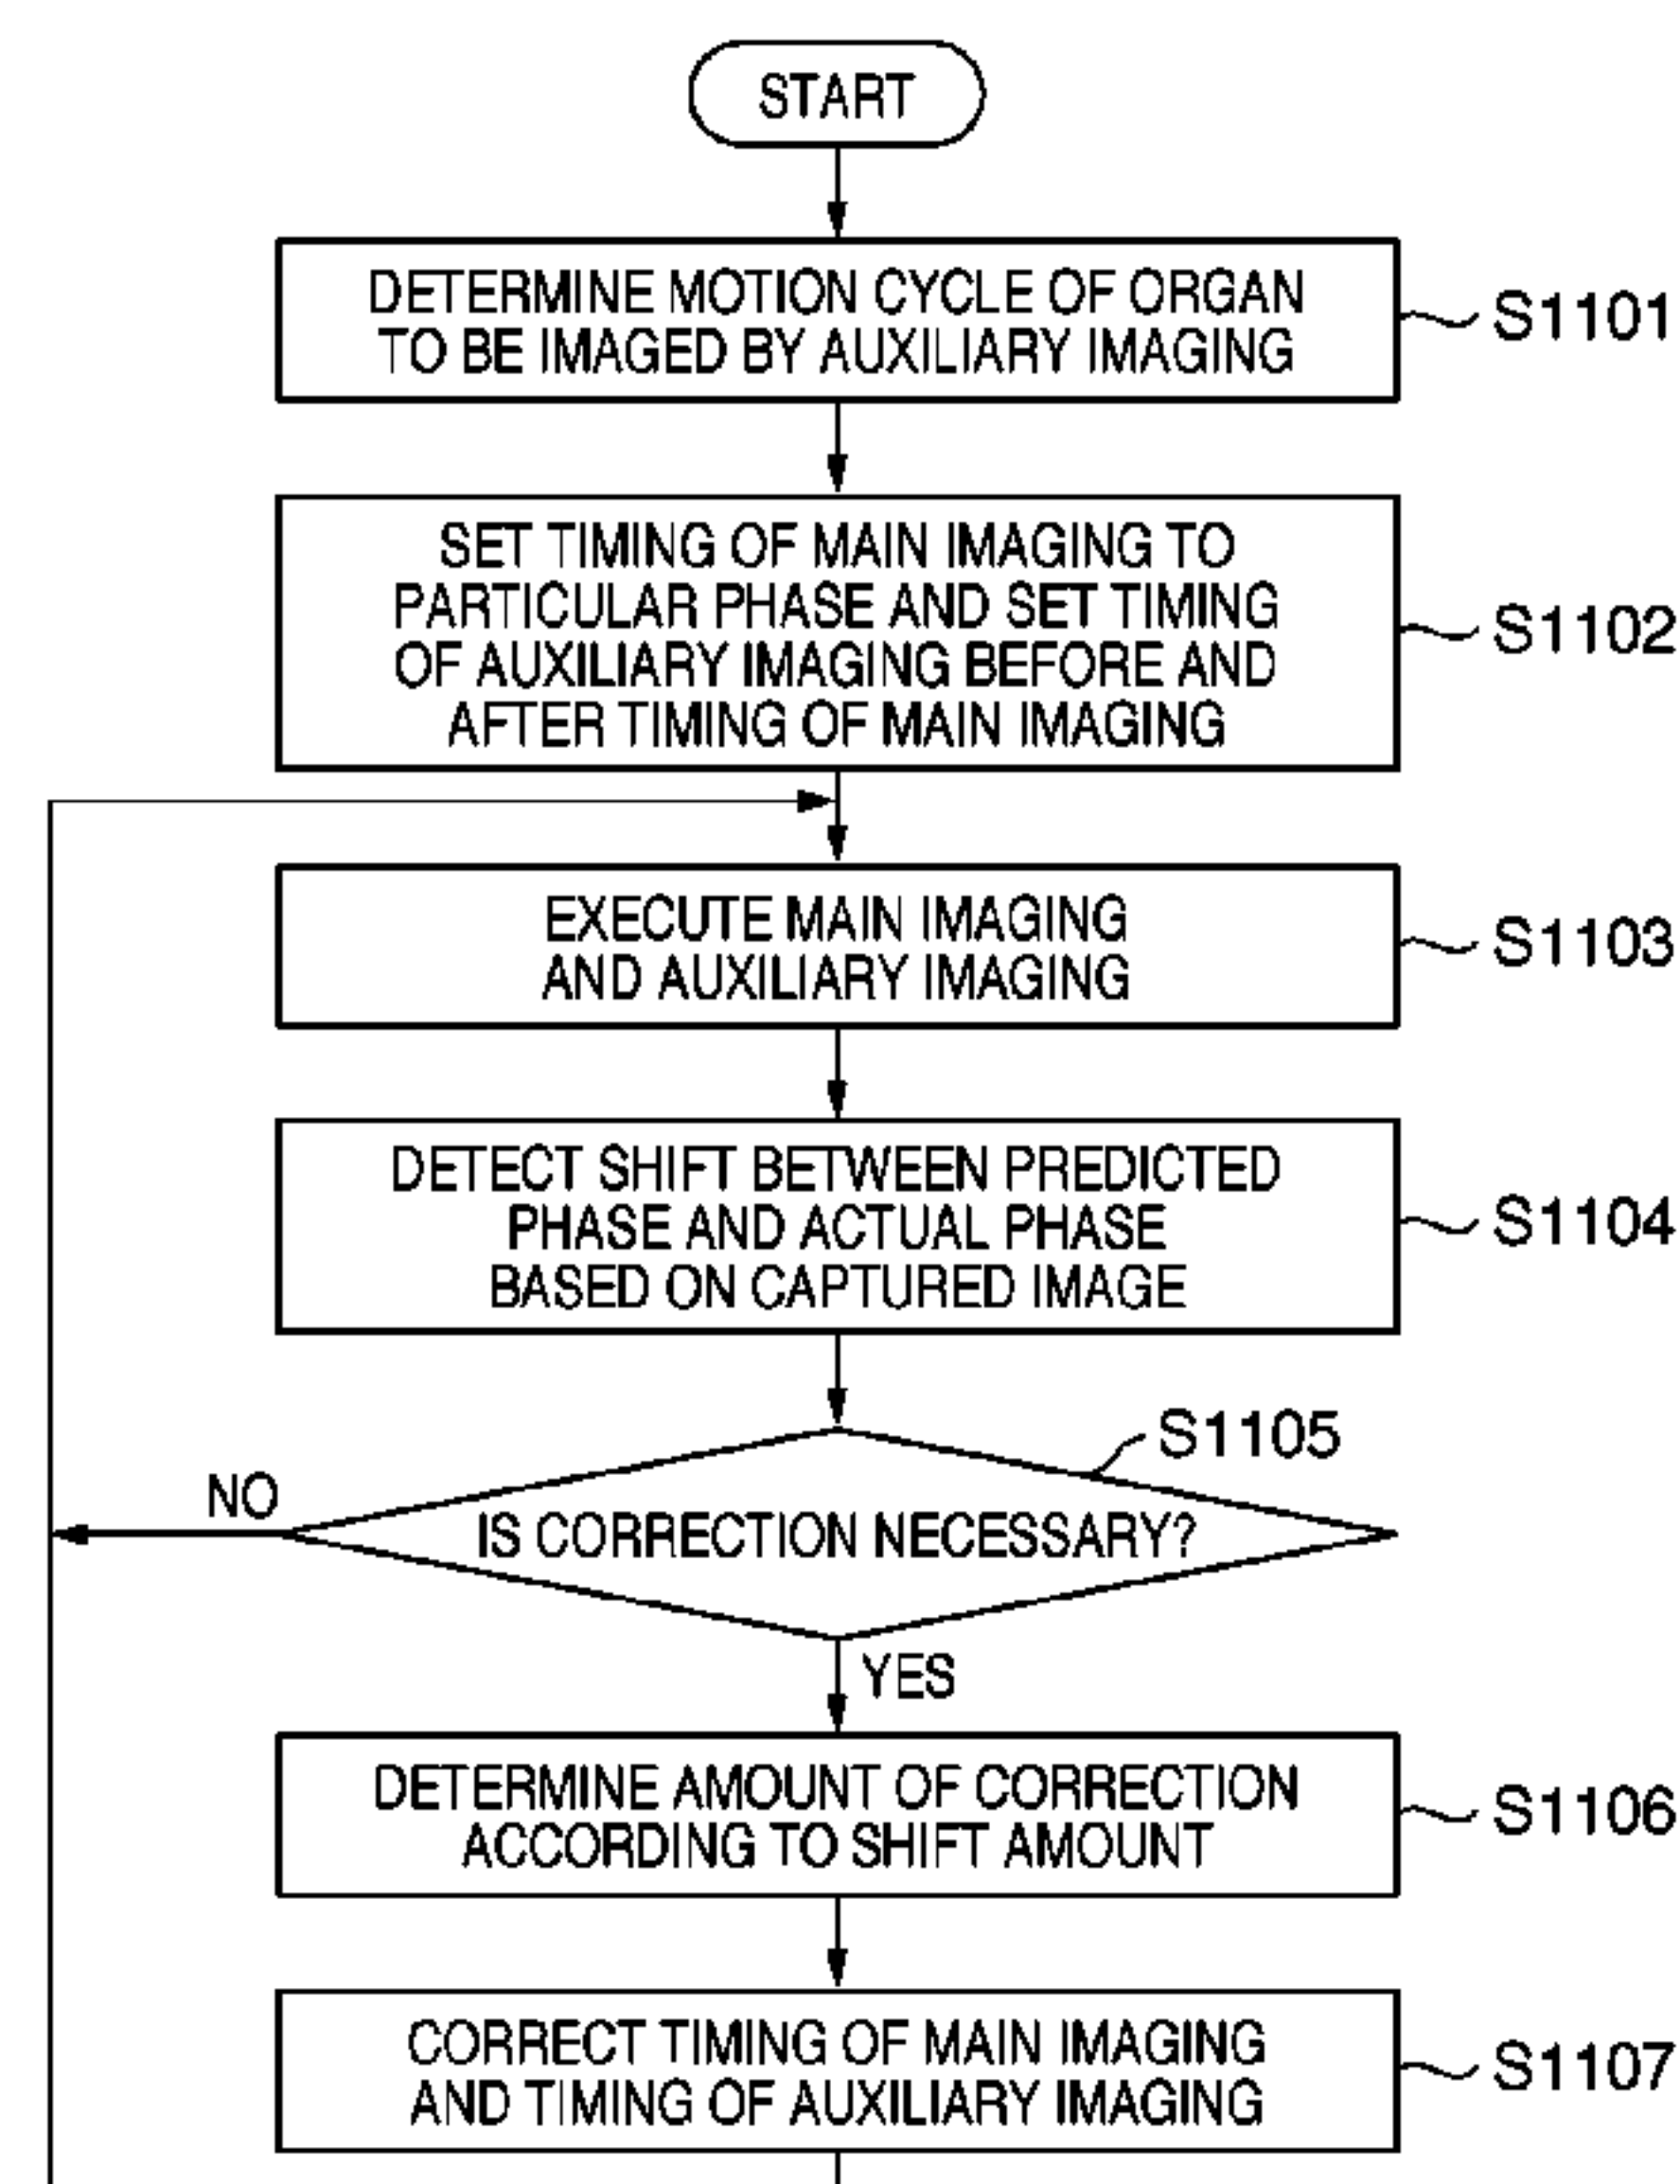 START
DETERMINE MOTION CYCLE OF ORGAN
TO BE IMAGED BY AUXILIARY IMAGING
S1101
SET TIMING OF MAIN IMAGING TO
PARTICULAR PHASE AND SET TIMING
OF AUXILIARY IMAGING BEFORE AND
AFTER TIMING OF MAIN IMAGING
S1102
EXECUTE MAIN IMAGING
AND AUXILIARY IMAGING
S1103
DETECT SHIFT BETWEEN PREDICTED
PHASE AND ACTUAL PHASE
BASED ON CAPTURED IMAGE
S1104
S1105
NO
IS CORRECTION NECESSARY?
YES
DETERMINE AMOUNT OF CORRECTION
ACCORDING TO SHIFT AMOUNT
S1106
CORRECT TIMING OF MAIN IMAGING
AND TIMING OF AUXILIARY IMAGING
S1107